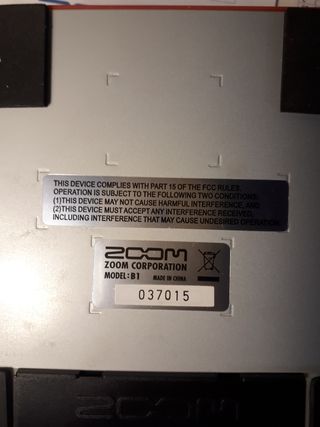 THIS DEVICE COMPLIES WITH PART 15 OF THE FCC RULES.
OPERATION IS SUBJECT TO THE FOLLOWING TWO CONDITIONS:
(1)THIS DEVICE MAY NOT CAUSE HARMFUL INTERFERENCE, AND
(2)THIS DEVICE MUST ACCEPT ANY INTERFERENCE RECEIVED,
INCLUDING INTERFERENCE THAT MAY CAUSE UNDESIRED OPERATION.
ZOOM
ZOOM CORPORATION
MODEL: B1 MADE IN CHINA
037015
ZOOM